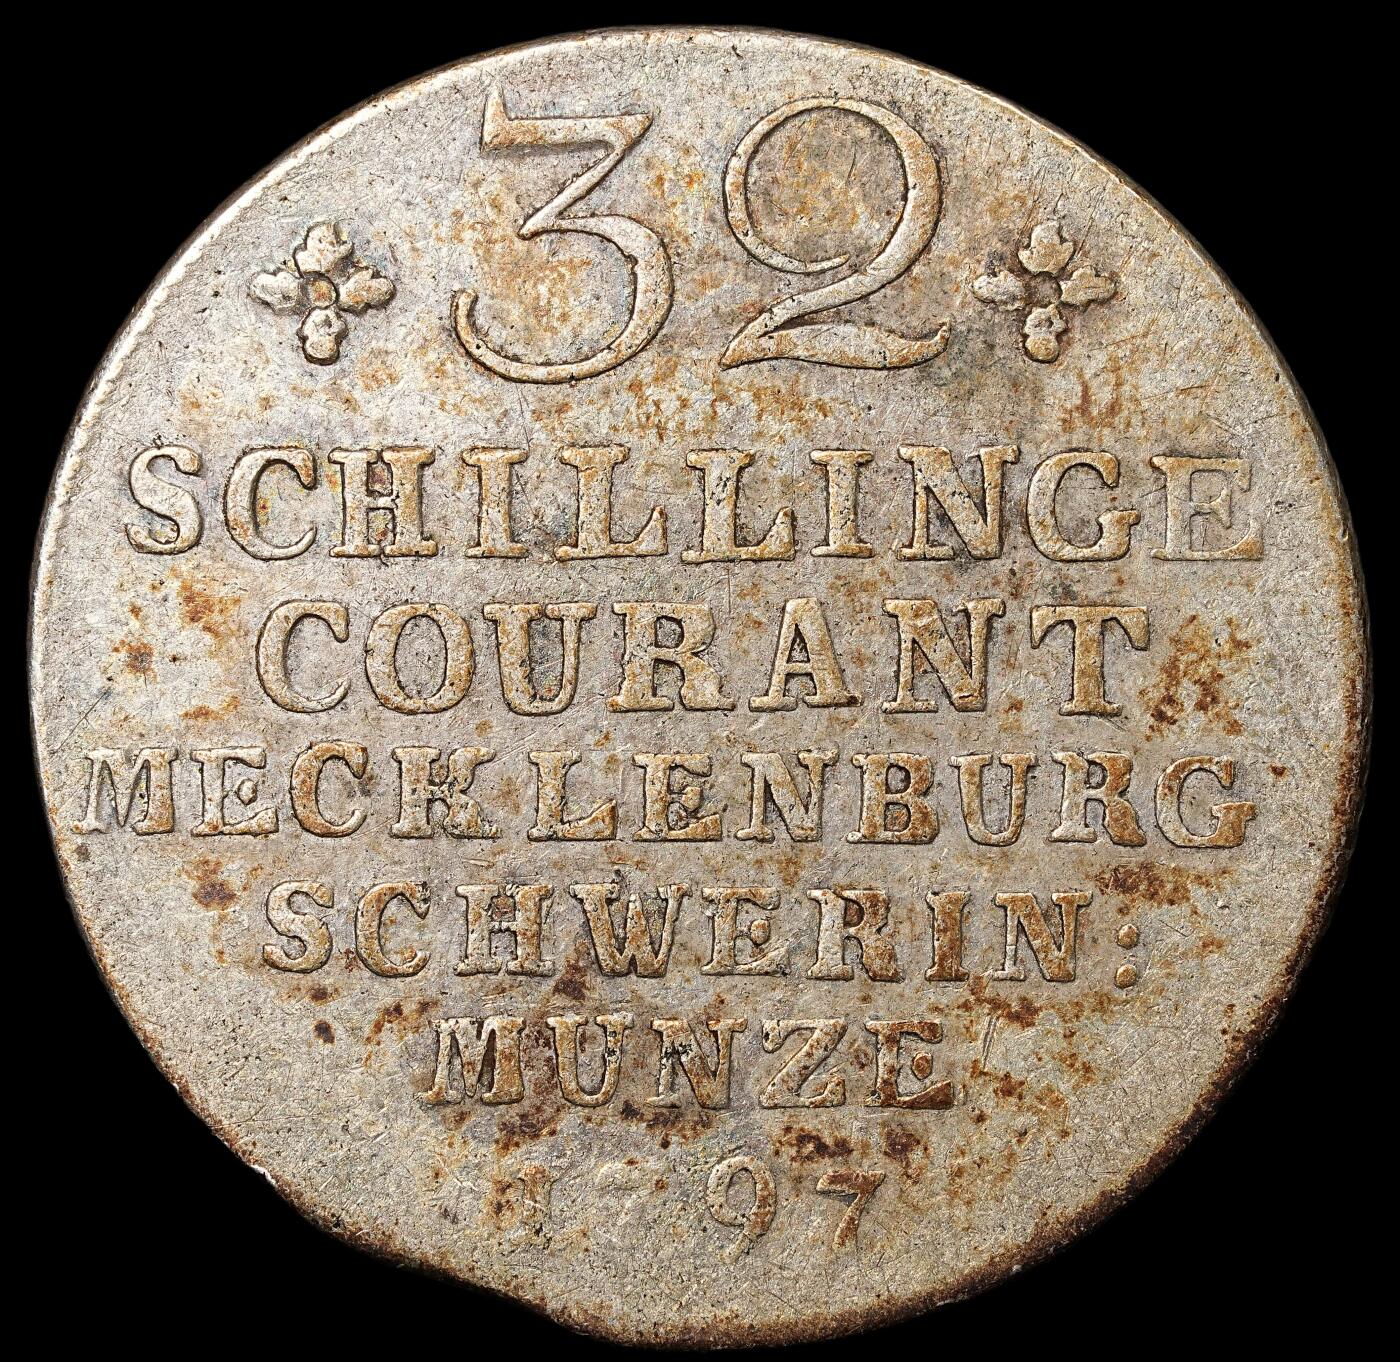 32
SCHILLINGE
COURANT
MECKLENBURG
SCHWERIN:
MUNZE
1797